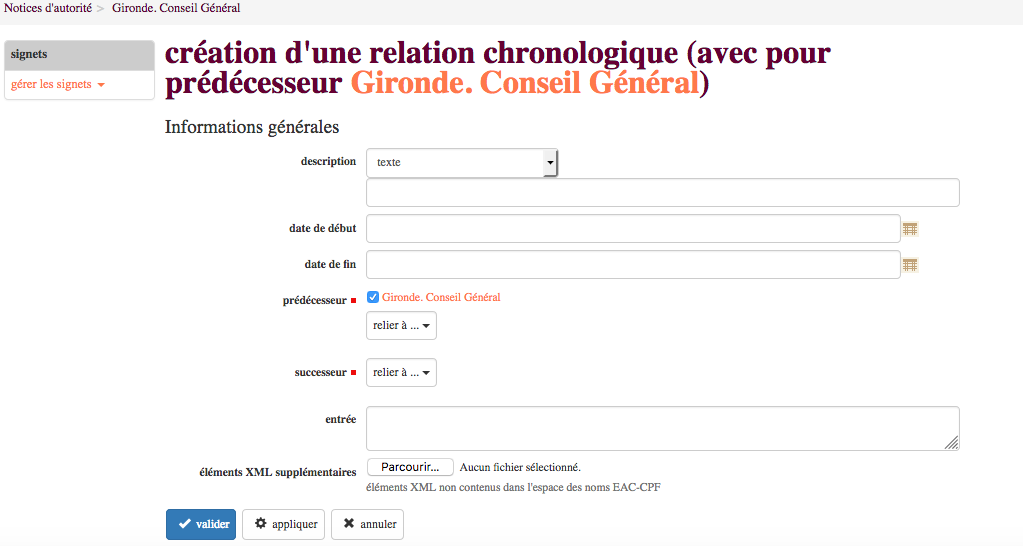 Notices d'autorité > Gironde. Conseil Général
signets
gérer les signets
création d'une relation chronologique (avec pour
prédécesseur Gironde. Conseil Général)
Informations générales
description texte
date de début
date de fin
prédécesseur Gironde. Conseil Général
relier à ...
successeur relier à ...
entrée
éléments XML supplémentaires Parcourir... Aucun fichier sélectionné.
éléments XML non contenus dans l'espace des noms EAC-CPF
valider appliquer annuler